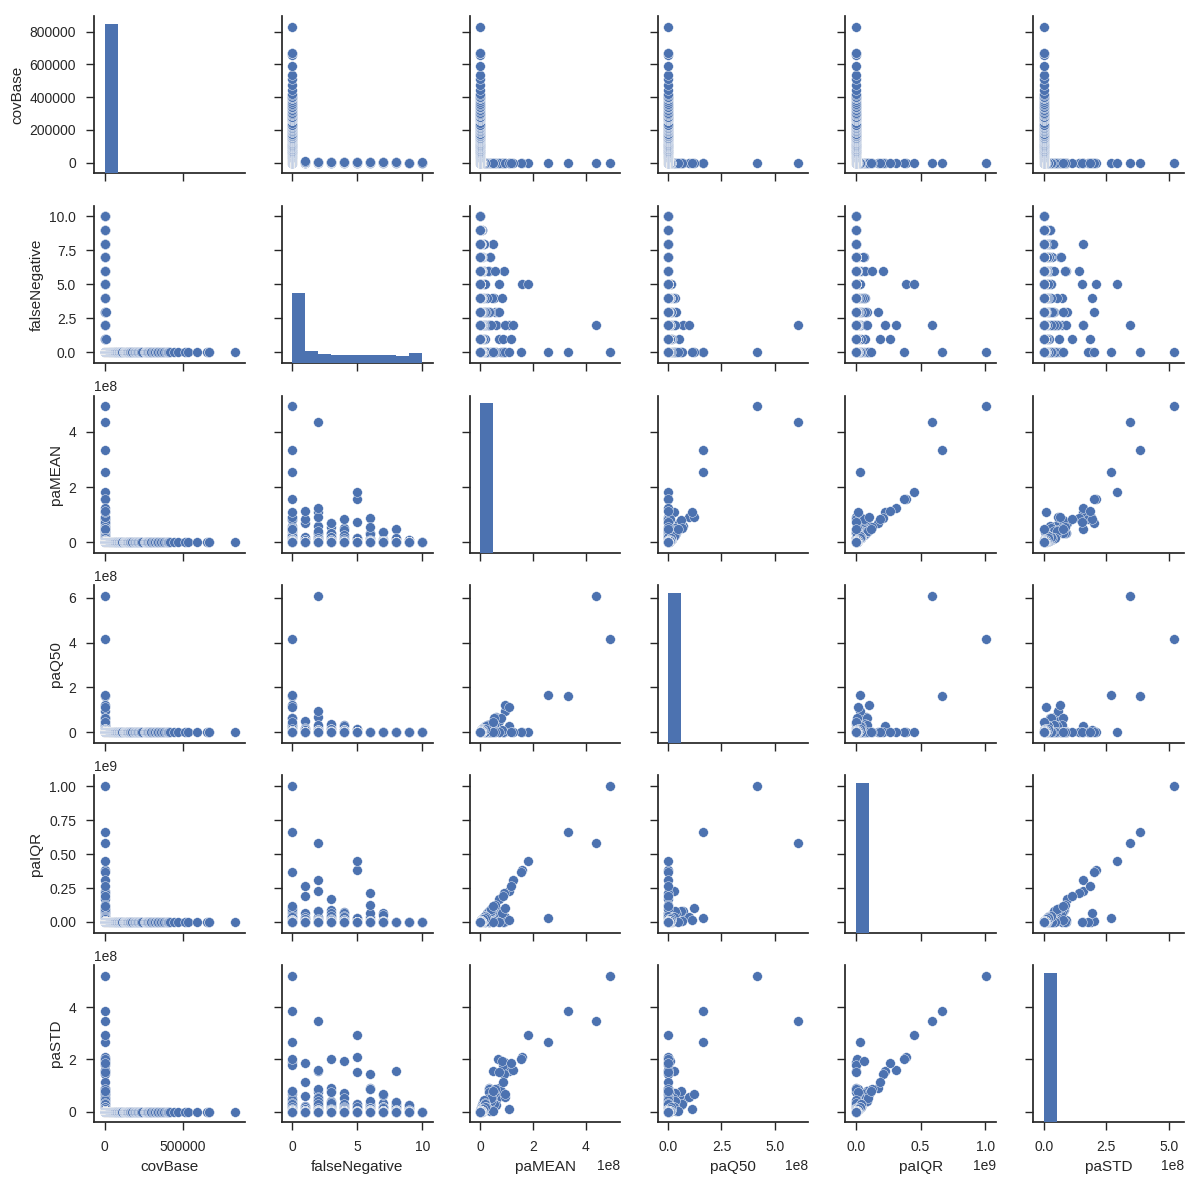 800000
600000
400000
200000
0
covBase
10.0
7.5
5.0
2.5
0.0
falseNegative
1e8
4
2
0
paMEAN
1e8
6
4
2
0
paQ50
1e9
1.00
0.75
0.50
0.25
0.00
paIQR
1e8
4
2
0
paSTD
0 500000 0 5 10 0 2 4 0.0 2.5 5.0 0.0 0.5 1.0 0.0 2.5 5.0
1e8 1e8 1e9 1e8
covBase falseNegative paMEAN paQ50 paIQR paSTD